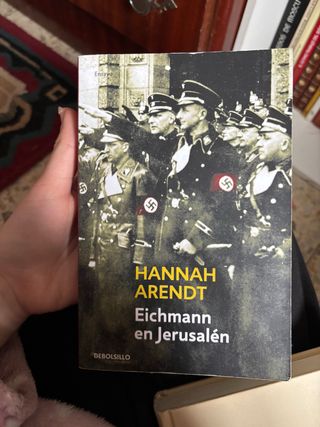 Ensayo
HANNAH
ARENDT
Eichmann
en Jerusalén
DEBOLSILLO